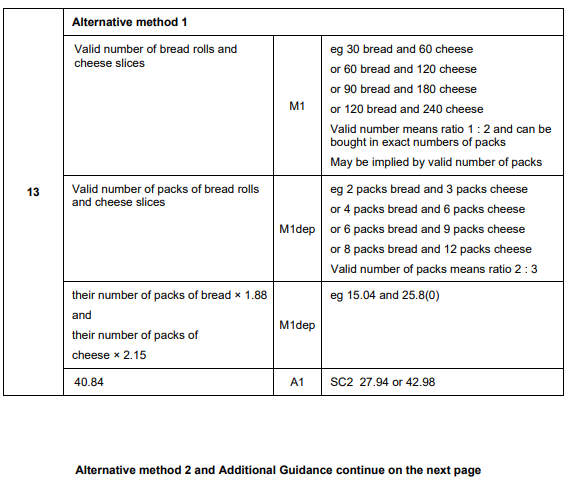 Alternative method 1
13
Valid number of bread rolls and
cheese slices
M1
eg 30 bread and 60 cheese
or 60 bread and 120 cheese
or 90 bread and 180 cheese
or 120 bread and 240 cheese
Valid number means ratio 1 : 2 and can be
bought in exact numbers of packs
May be implied by valid number of packs
Valid number of packs of bread rolls
and cheese slices
M1dep
eg 2 packs bread and 3 packs cheese
or 4 packs bread and 6 packs cheese
or 6 packs bread and 9 packs cheese
or 8 packs bread and 12 packs cheese
Valid number of packs means ratio 2 : 3
their number of packs of bread × 1.88
and
their number of packs of
cheese × 2.15
M1dep
eg 15.04 and 25.8(0)
40.84
A1
SC2 27.94 or 42.98
Alternative method 2 and Additional Guidance continue on the next page